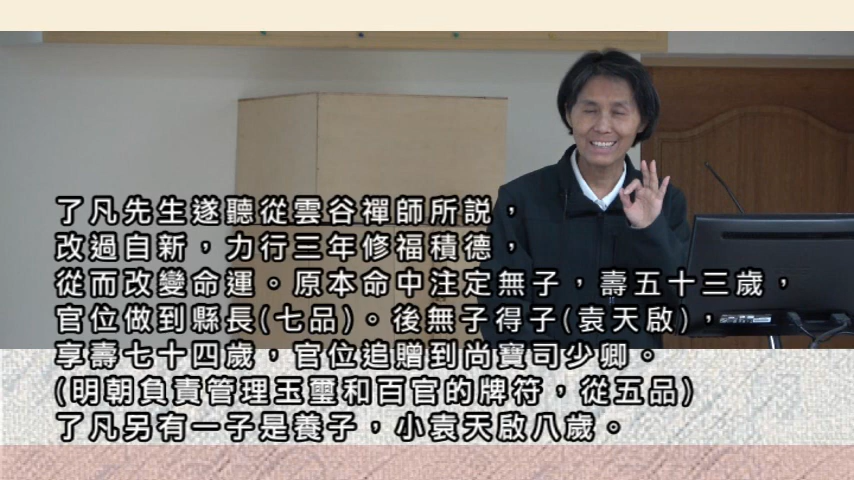 了凡先生遂聽從雲谷禪師所說，
改過自新，力行三年修福積德，
從而改變命運。原本命中注定無子，壽五十三歲，
官位做到縣長(七品)。後無子得子(袁天啟)，
享壽七十四歲，官位追贈到尚寶司少卿。
(明朝負責管理玉璽和百官的牌符，從五品)
了凡另有一子是養子，小袁天啟八歲。